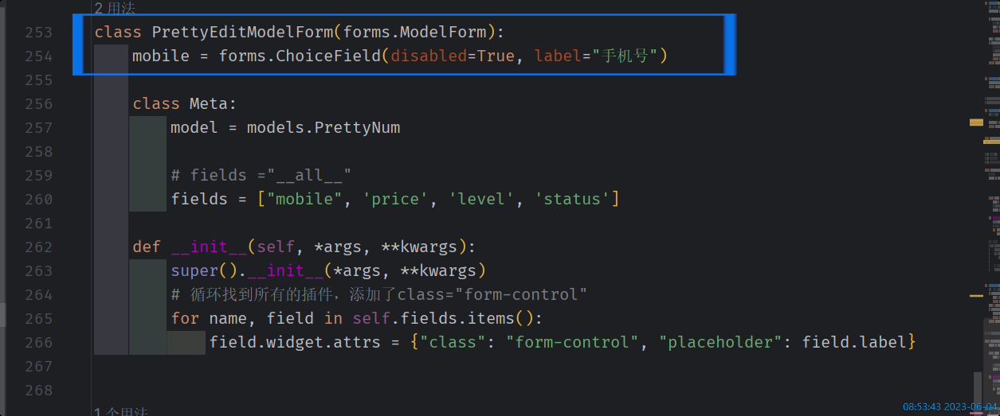 2 用法
253 class PrettyEditModelForm(forms.ModelForm):
254 mobile = forms.ChoiceField(disabled=True, label="手机号")
255
256 class Meta:
257 model = models.PrettyNum
258
259 # fields ="__all__"
260 fields = ["mobile", 'price', 'level', 'status']
261
262 def __init__(self, *args, **kwargs):
263 super().__init__(*args, **kwargs)
264 # 循环找到所有的插件，添加了class="form-control"
265 for name, field in self.fields.items():
266 field.widget.attrs = {"class": "form-control", "placeholder": field.label}
267
268
1 个用法
08:53:43 2023-06-04